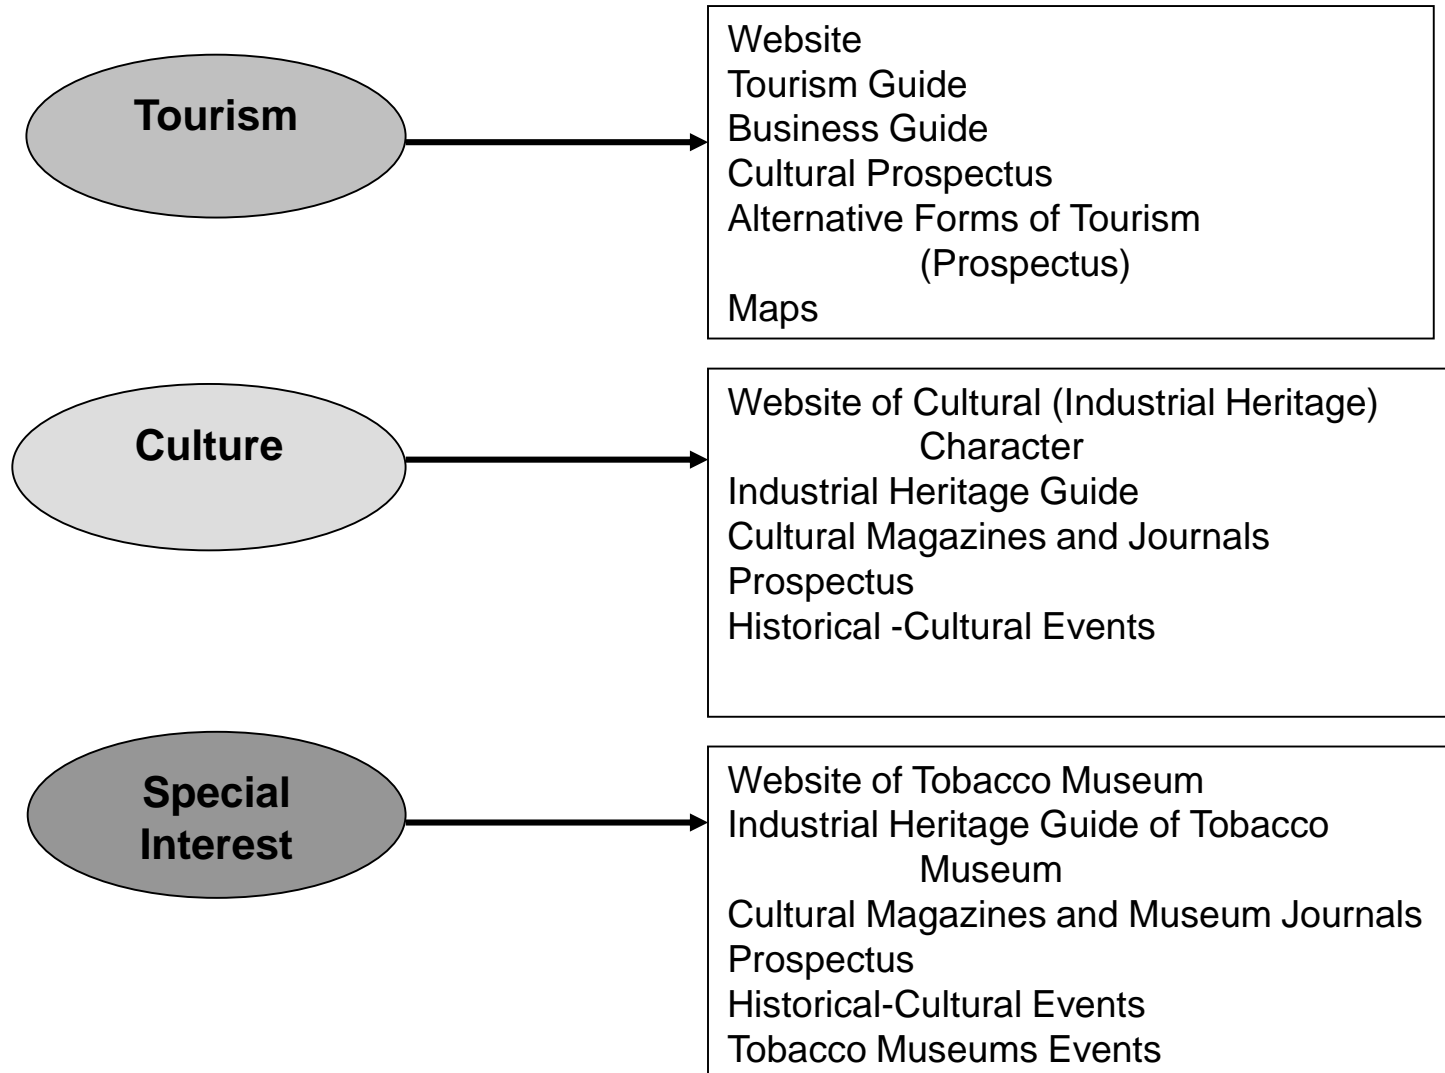 Tourism
Website
Tourism Guide
Business Guide
Cultural Prospectus
Alternative Forms of Tourism
(Prospectus)
Maps
Culture
Website of Cultural (Industrial Heritage)
Character
Industrial Heritage Guide
Cultural Magazines and Journals
Prospectus
Historical -Cultural Events
Special
Interest
Website of Tobacco Museum
Industrial Heritage Guide of Tobacco
Museum
Cultural Magazines and Museum Journals
Prospectus
Historical-Cultural Events
Tobacco Museums Events